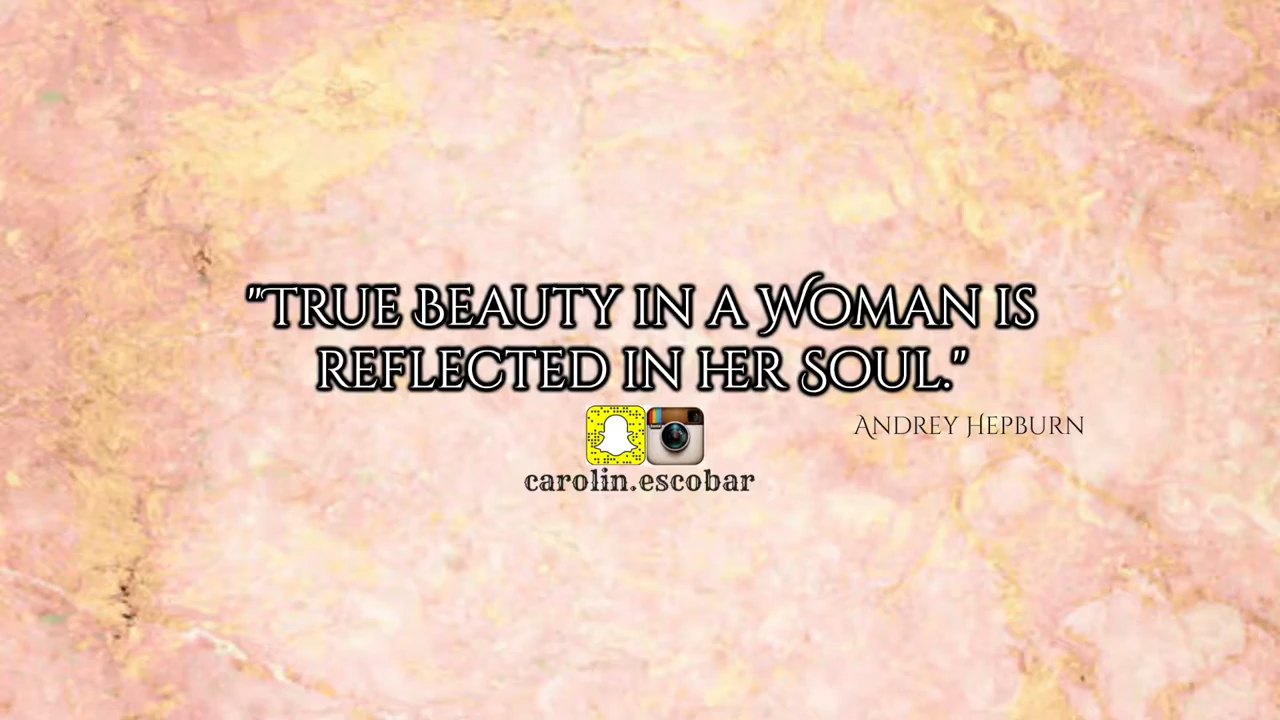 "True Beauty in a Woman is
reflected in Her Soul."
Andrey Hepburn
carolin.escobar